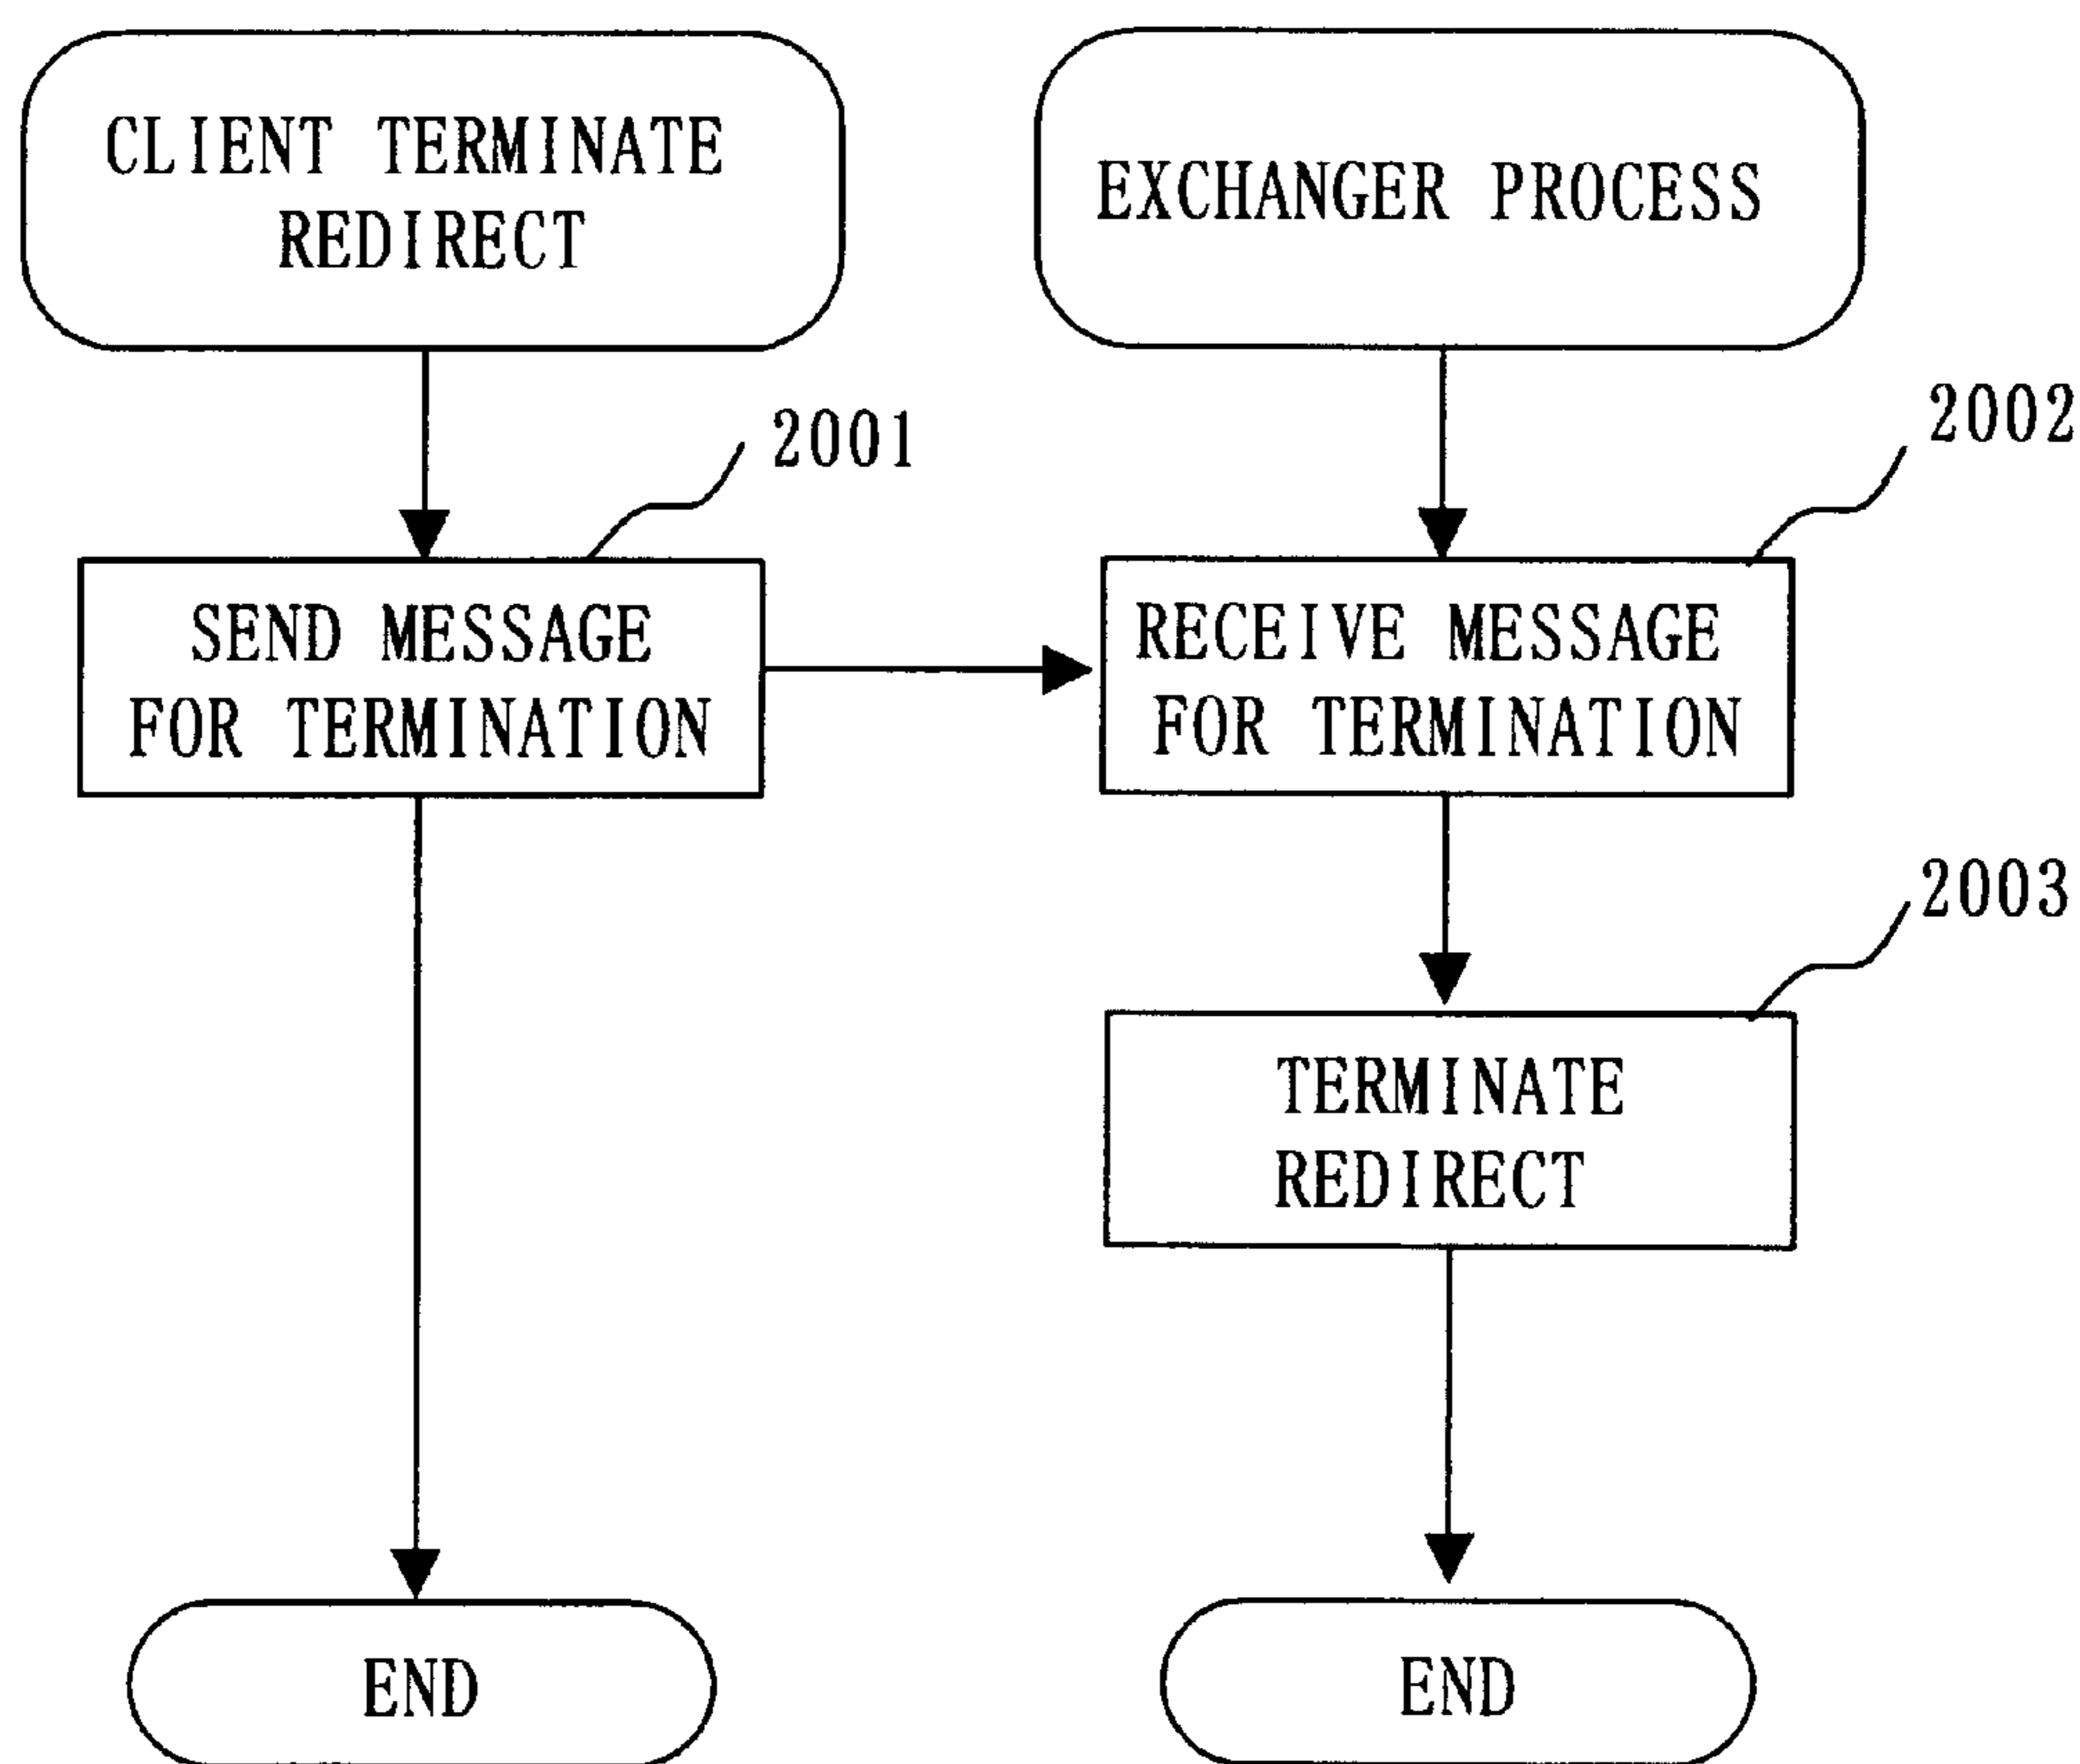 CLIENT TERMINATE
REDIRECT
EXCHANGER PROCESS
2001
2002
SEND MESSAGE
FOR TERMINATION
RECEIVE MESSAGE
FOR TERMINATION
2003
TERMINATE
REDIRECT
END
END